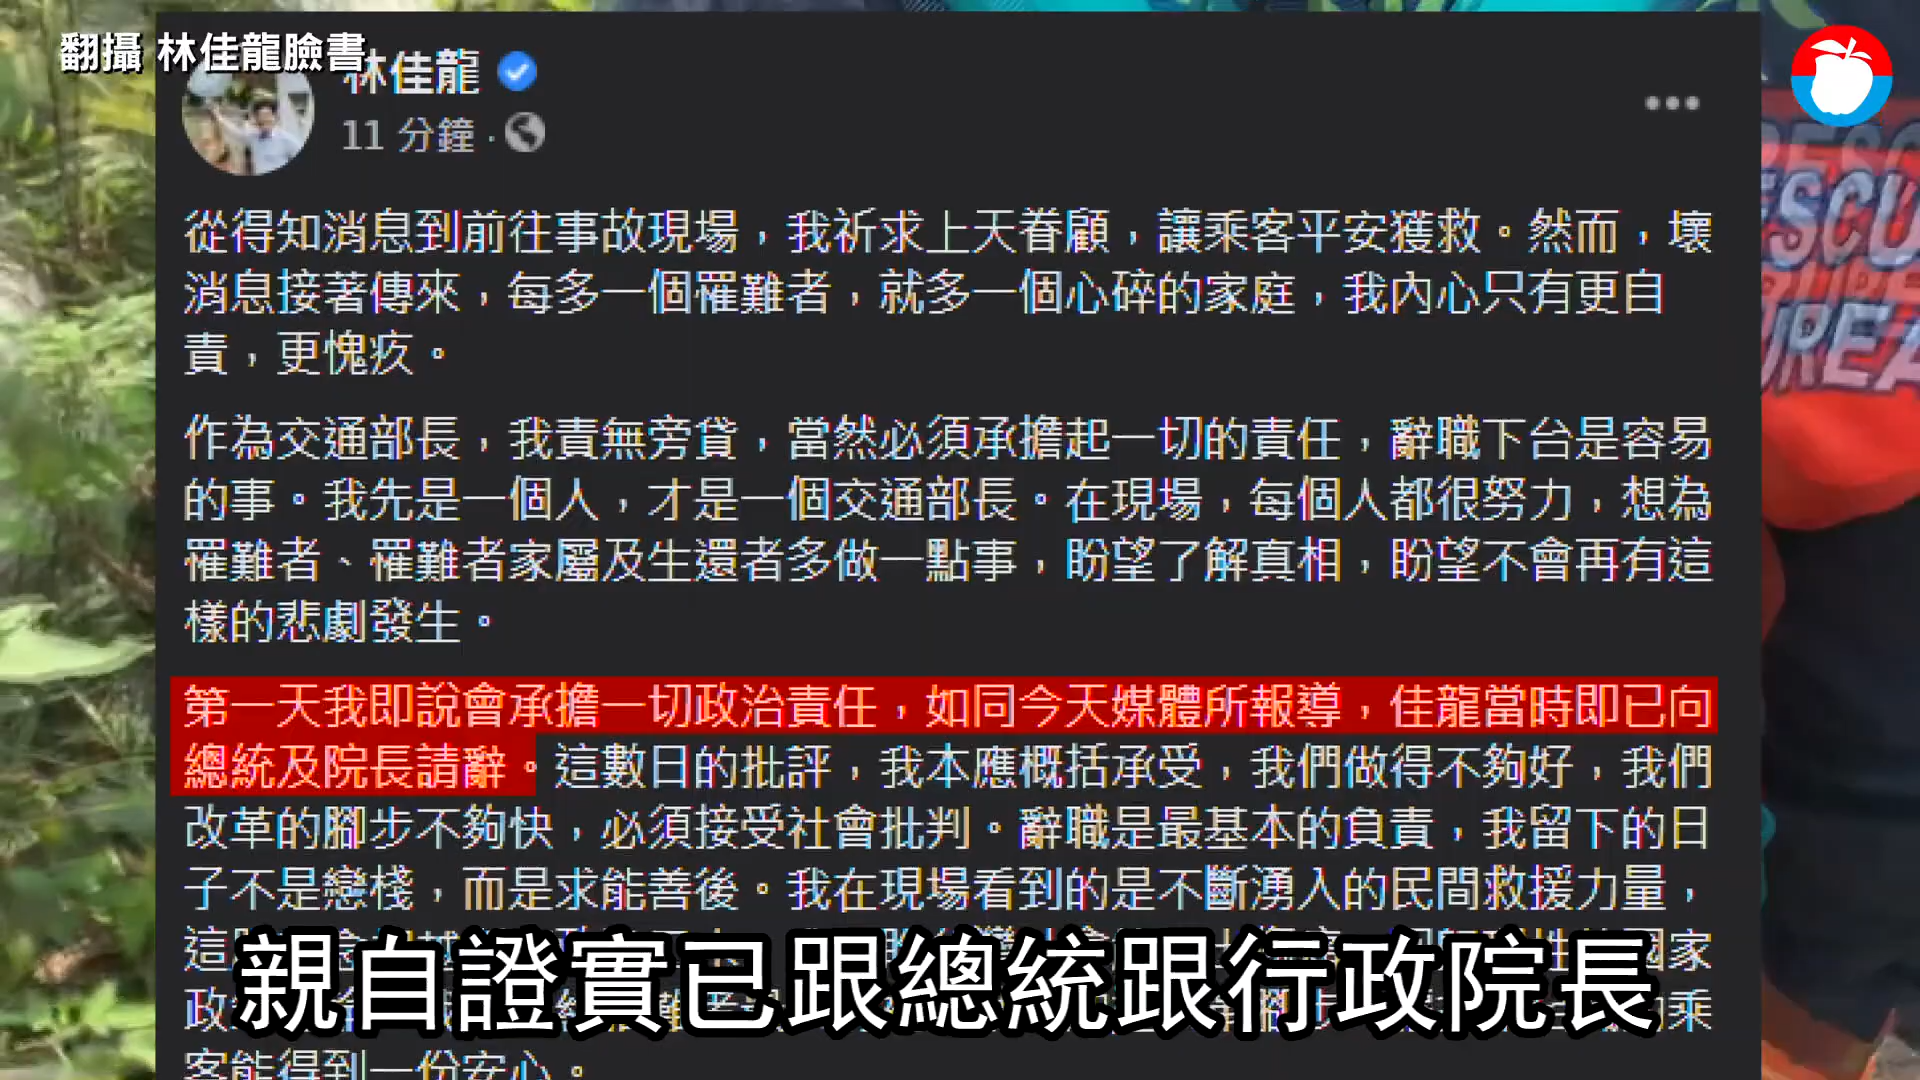 翻攝 林佳龍臉書
林佳龍
11 分鐘 ·
從得知消息到前往事故現場，我祈求上天眷顧，讓乘客平安獲救。然而，壞
消息接著傳來，每多一個罹難者，就多一個心碎的家庭，我內心只有更自
責，更愧疚。
作為交通部長，我責無旁貸，當然必須承擔起一切的責任，辭職下台是容易
的事。我先是一個人，才是一個交通部長。在現場，每個人都很努力，想為
罹難者、罹難者家屬及生還者多做一點事，盼望了解真相，盼望不會再有這
樣的悲劇發生。
第一天我即說會承擔一切政治責任，如同今天媒體所報導，佳龍當時即已向
總統及院長請辭。這數日的批評，我本應概括承受，我們做得不夠好，我們
改革的腳步不夠快，必須接受社會批判。辭職是最基本的負責，我留下的日
子不是戀棧，而是求能善後。我在現場看到的是不斷湧入的民間救援力量，
這 國家
政 乘
客能得到一份安心。
親自證實已跟總統跟行政院長
RESCUE